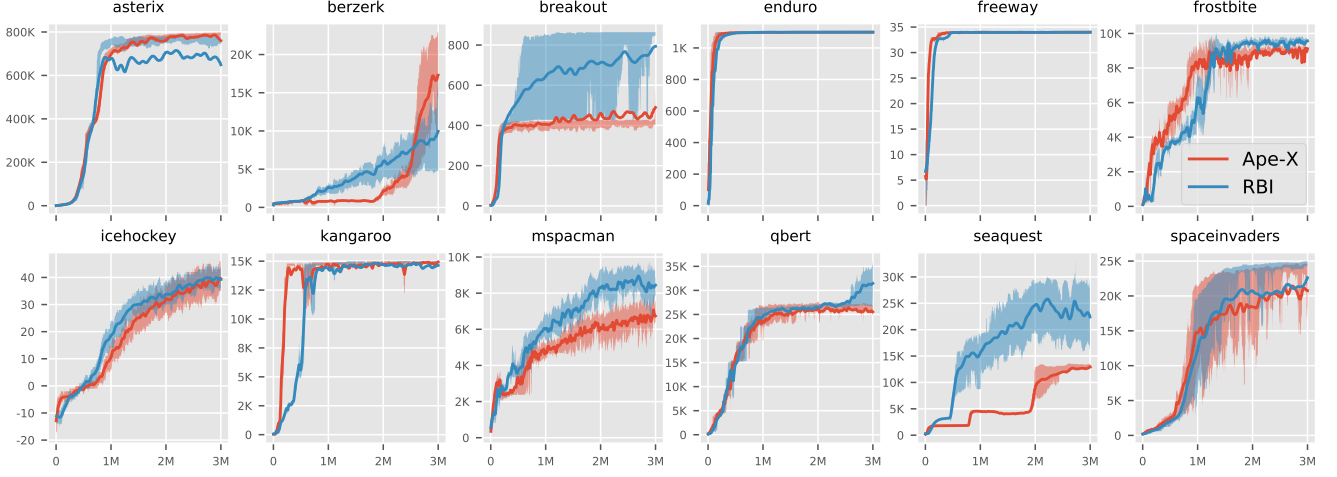 asterix
800K
600K
400K
200K
0
berzerk
20K
15K
10K
5K
0
breakout
800
600
400
200
0
enduro
800
600
400
200
0
freeway
35
30
25
20
15
10
5
0
frostbite
10K
8K
6K
4K
2K
0
Ape-X
RBI
icehockey
40
30
20
10
0
-10
-20
0 1M 2M 3M
kangaroo
15K
12K
8K
5K
2K
0
0 1M 2M 3M
mspacman
10K
8K
6K
4K
2K
0
0 1M 2M 3M
qbert
35K
30K
25K
20K
15K
10K
5K
0
0 1M 2M 3M
seaquest
30K
25K
20K
15K
10K
5K
0
0 1M 2M 3M
spaceinvaders
25K
20K
15K
10K
5K
0
0 1M 2M 3M